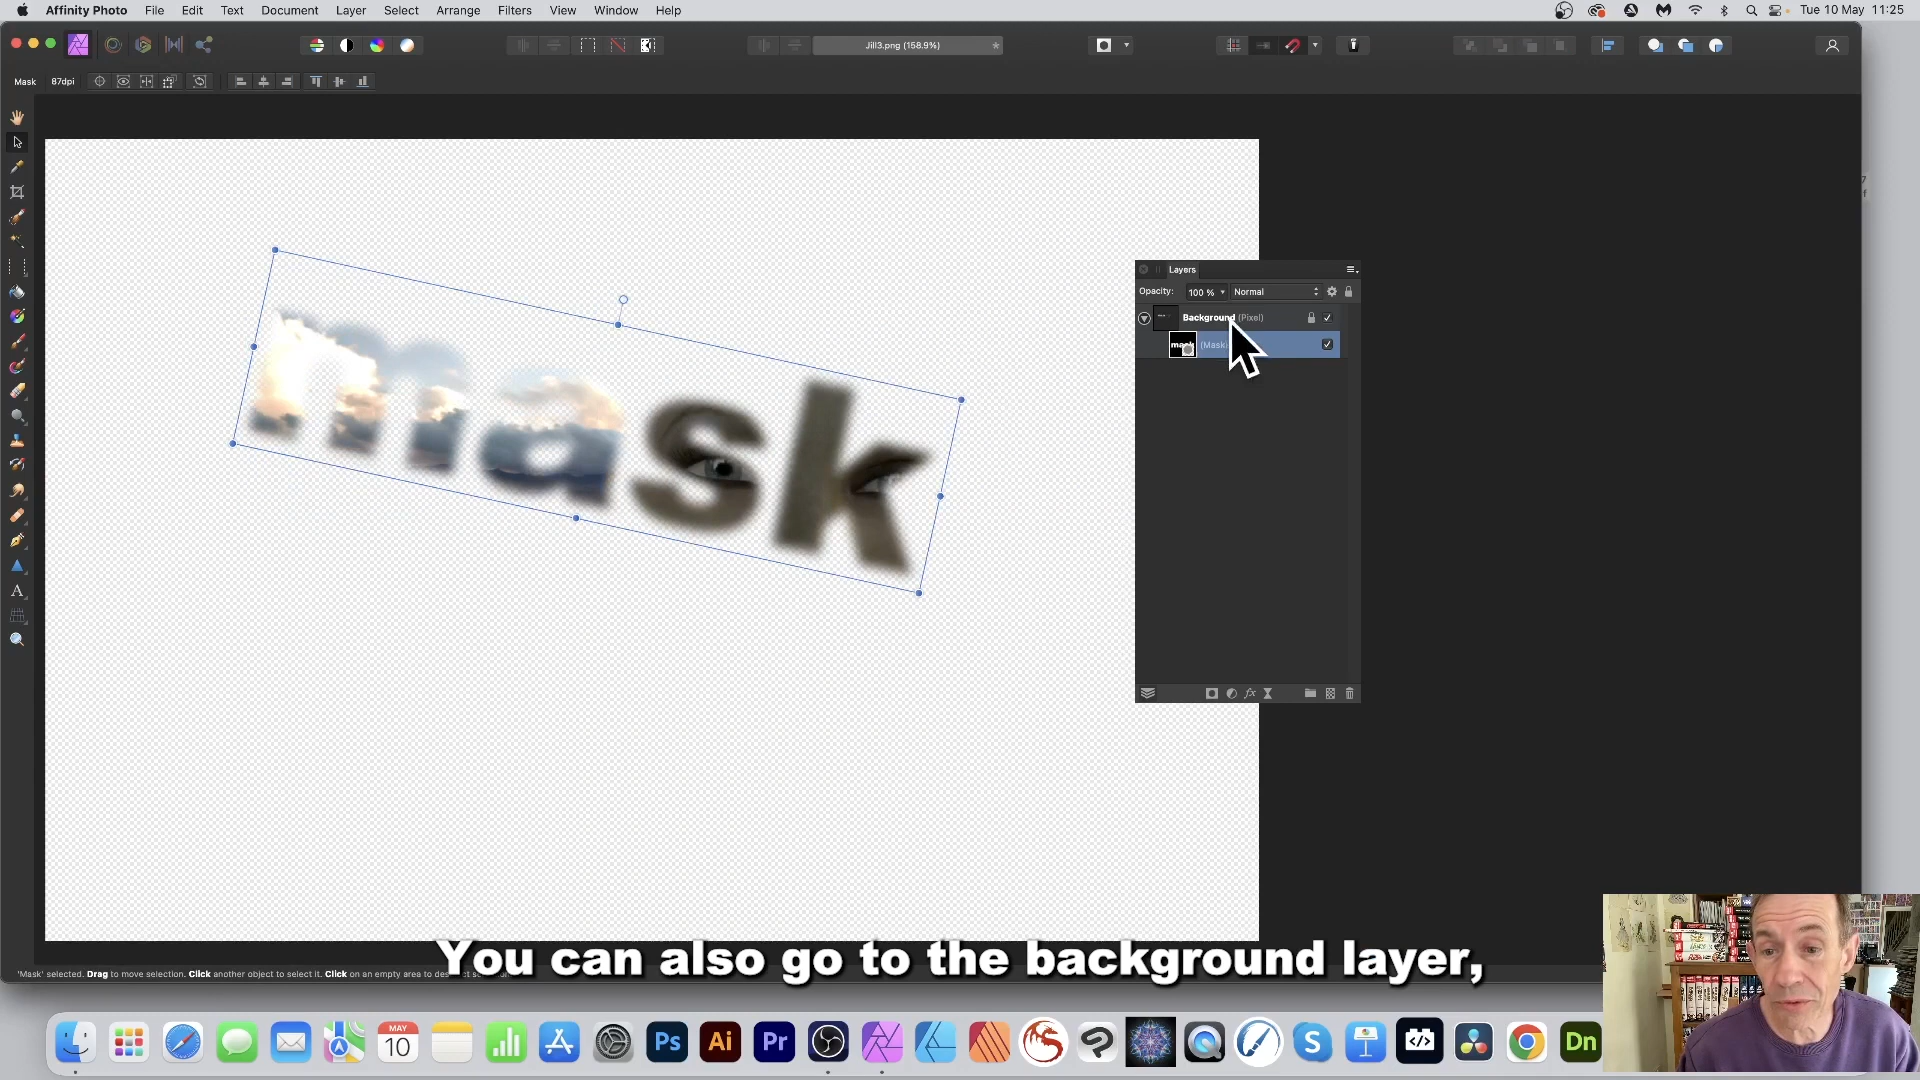 Affinity Photo File Edit Text Document Layer Select Arrange Filters View Window Help Tue 10 May 11:25
Jill3.png (158.9%)
Mask 87dpi
Layers
Opacity: 100 % Normal
Background (Pixel)
mask (Mask)
mask
A
You can also go to the background layer,
'Mask' selected. Drag to move selection. Click another object to select it. Click on an empty area to
MAY
10
Ps Ai Pr S Dn